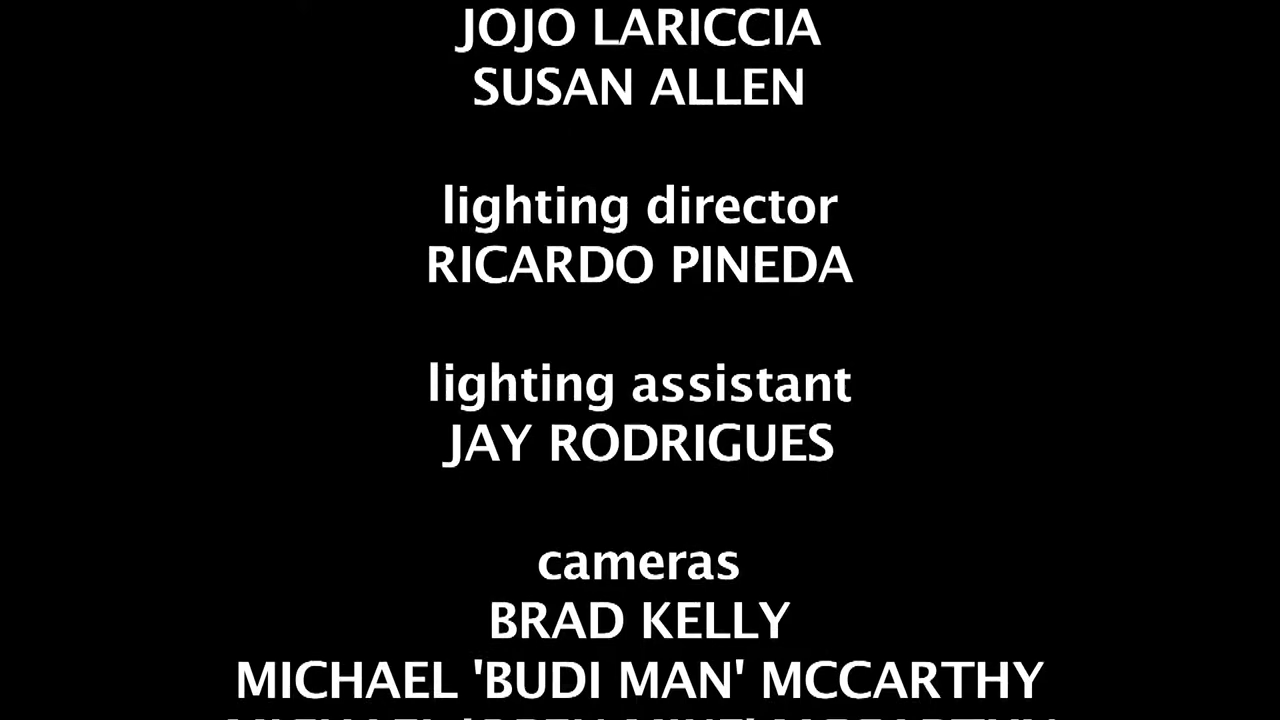 JOJO LARICCIA
SUSAN ALLEN
lighting director
RICARDO PINEDA
lighting assistant
JAY RODRIGUES
cameras
BRAD KELLY
MICHAEL 'BUDI MAN' MCCARTHY